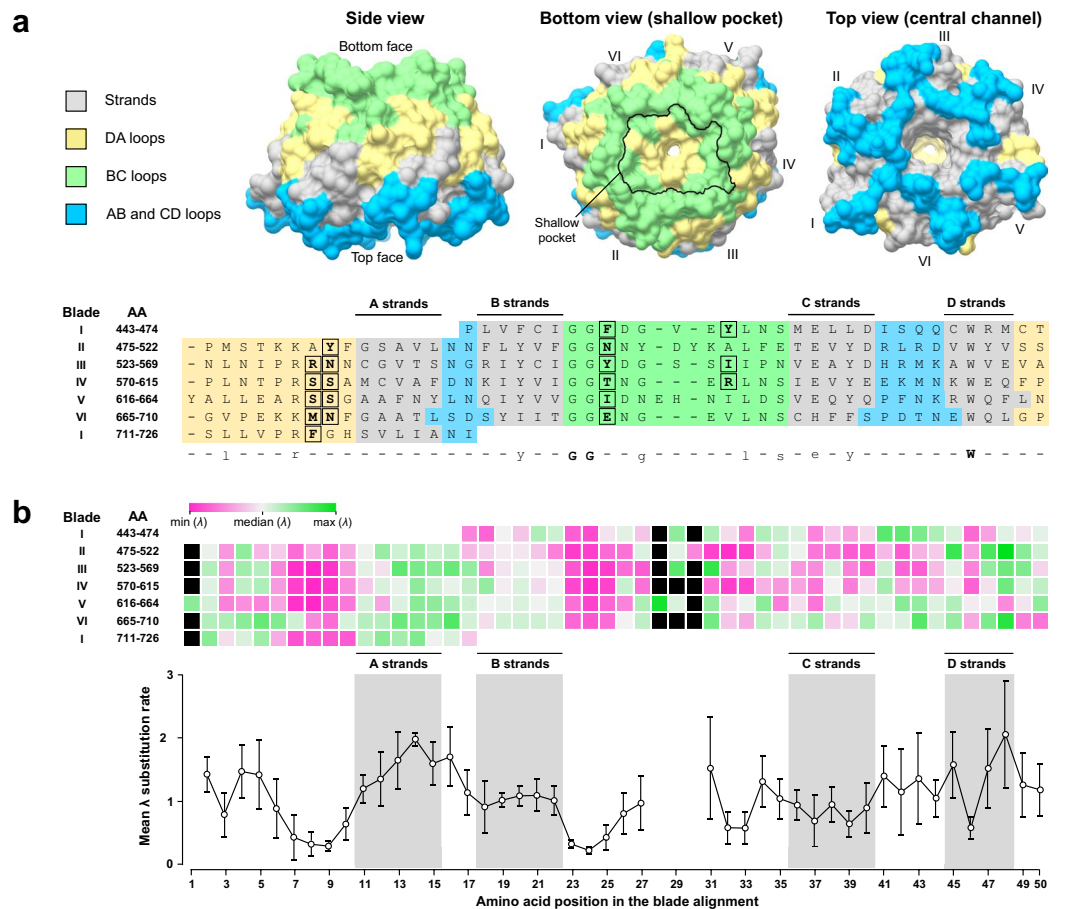 a
Side view
Bottom view (shallow pocket)
Top view (central channel)
Bottom face
Top face
Strands
DA loops
BC loops
AB and CD loops
VI
V
I
IV
Shallow
pocket
II
III
III
II
IV
I
V
VI
Blade AA A strands B strands C strands D strands
I 443-474 P L V F C I G G F D G - V - E Y L N S M E L L D I S Q Q C W R M C T
II 475-522 - P M S T K K A Y F G S A V L N N F L Y V F G G N N Y - D Y K A L F E T E V Y D R L R D V W Y V S S
III 523-569 - N L N I P R R N N C G V T S N G R I Y C I G G Y D G - S - S I I N S V E A Y D H R M K A W V E V A
IV 570-615 - P L N T P R S S A M C V A F D N K I Y V I G G T N G - - - E R L N S I E V Y E E K M N K W E Q F P
V 616-664 Y A L L E A R S S G A A F N Y L N Q I Y V V G G I D N E H - N I L D S V E Q Y Q P F N K R W Q F L N
VI 665-710 - G V P E K K M N F G A A T L S D S Y I I T G G E N G - - - E V L N S C H F F S P D T N E W Q L G P
I 711-726 - S L L V P R F G H S V L I A N I
- - l - - - r - - - - - - - - - - - - y - - G G - - g - - - - - l - s - e - y - - - - - - W - - - -
b
min (λ) median (λ) max (λ)
Blade AA
I 443-474
II 475-522
III 523-569
IV 570-615
V 616-664
VI 665-710
I 711-726
A strands B strands C strands D strands
Mean λ substitution rate
3
2
1
0
1 3 5 7 9 11 13 15 17 19 21 23 25 27 29 31 33 35 37 39 41 43 45 47 49 50
Amino acid position in the blade alignment